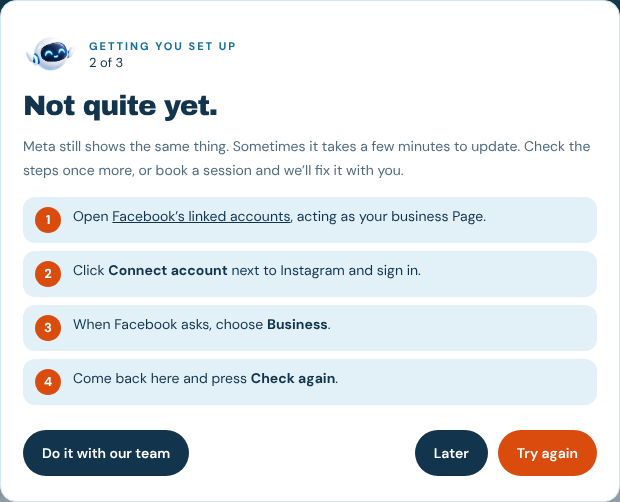 GETTING YOU SET UP
2 of 3
Not quite yet.
Meta still shows the same thing. Sometimes it takes a few minutes to update. Check the
steps once more, or book a session and we’ll fix it with you.
1 Open Facebook’s linked accounts, acting as your business Page.
2 Click Connect account next to Instagram and sign in.
3 When Facebook asks, choose Business.
4 Come back here and press Check again.
Do it with our team Later Try again